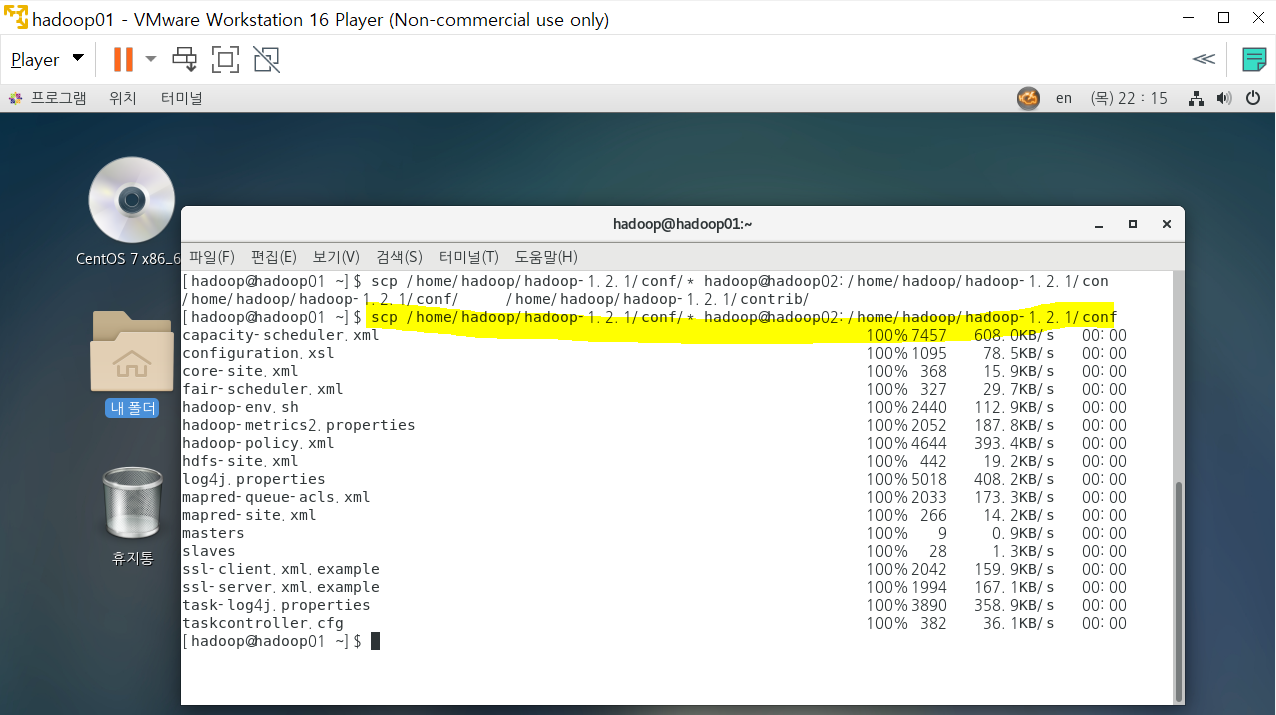 hadoop01 - VMware Workstation 16 Player (Non-commercial use only)
Player
프로그램 위치 터미널 en (목) 22 : 15
CentOS 7 x86_6
내 폴더
휴지통
hadoop@hadoop01:~
파일(F) 편집(E) 보기(V) 검색(S) 터미널(T) 도움말(H)
[hadoop@hadoop01 ~]$ scp /home/hadoop/hadoop-1.2.1/conf/* hadoop@hadoop02:/home/hadoop/hadoop-1.2.1/con
/home/hadoop/hadoop-1.2.1/conf/ /home/hadoop/hadoop-1.2.1/contrib/
[hadoop@hadoop01 ~]$ scp /home/hadoop/hadoop-1.2.1/conf/* hadoop@hadoop02:/home/hadoop/hadoop-1.2.1/conf
capacity-scheduler.xml 100% 7457 608.0KB/s 00:00
configuration.xsl 100% 1095 78.5KB/s 00:00
core-site.xml 100% 368 15.9KB/s 00:00
fair-scheduler.xml 100% 327 29.7KB/s 00:00
hadoop-env.sh 100% 2440 112.9KB/s 00:00
hadoop-metrics2.properties 100% 2052 187.8KB/s 00:00
hadoop-policy.xml 100% 4644 393.4KB/s 00:00
hdfs-site.xml 100% 442 19.2KB/s 00:00
log4j.properties 100% 5018 408.2KB/s 00:00
mapred-queue-acls.xml 100% 2033 173.3KB/s 00:00
mapred-site.xml 100% 266 14.2KB/s 00:00
masters 100% 9 0.9KB/s 00:00
slaves 100% 28 1.3KB/s 00:00
ssl-client.xml.example 100% 2042 159.9KB/s 00:00
ssl-server.xml.example 100% 1994 167.1KB/s 00:00
task-log4j.properties 100% 3890 358.9KB/s 00:00
taskcontroller.cfg 100% 382 36.1KB/s 00:00
[hadoop@hadoop01 ~]$